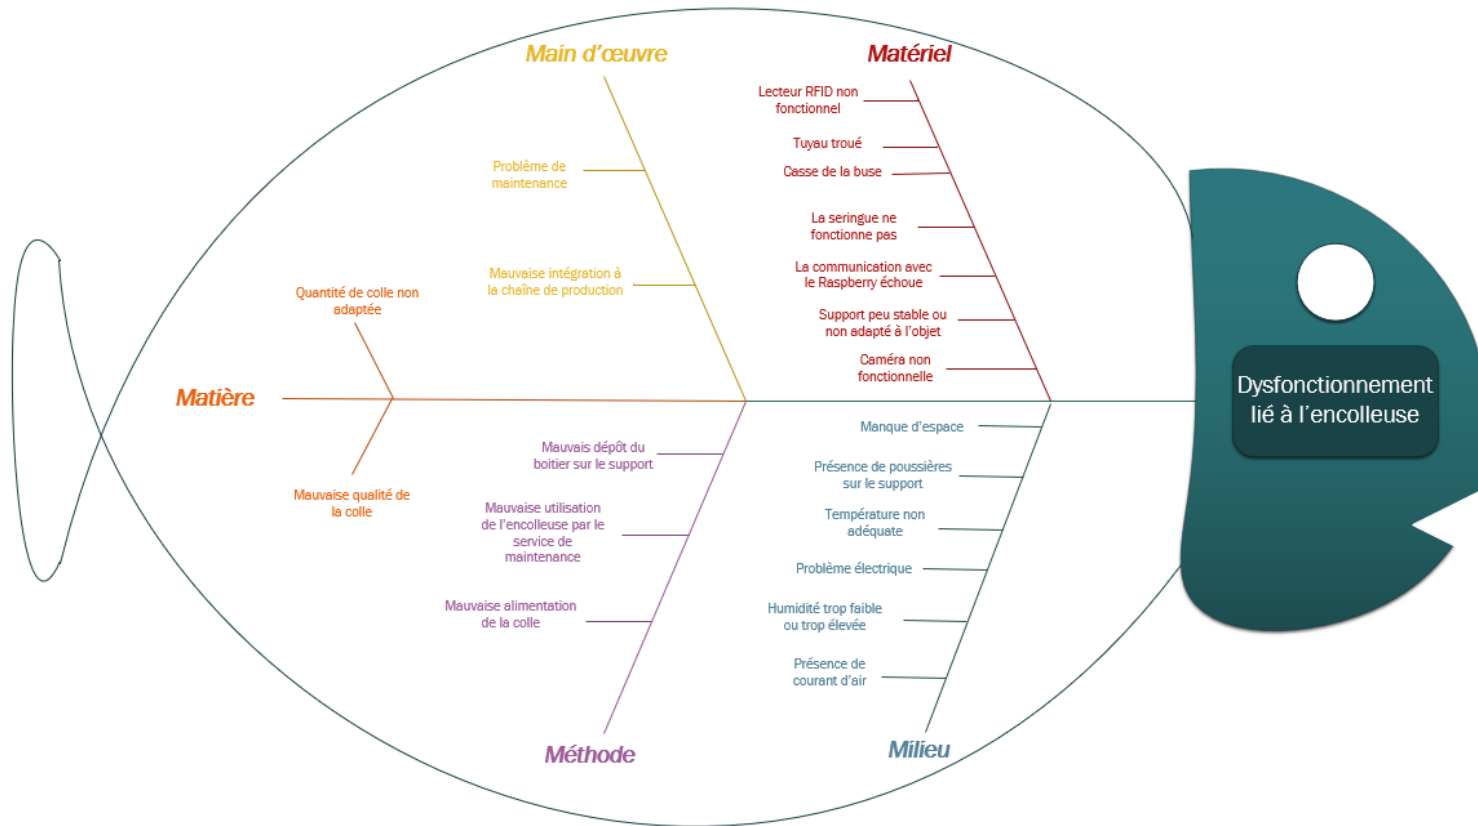 Main d'œuvre
Problème de
maintenance
Mauvaise intégration à
la chaîne de production
Matériel
Lecteur RFID non
fonctionnel
Tuyau troué
Casse de la buse
La seringue ne
fonctionne pas
La communication avec
le Raspberry échoue
Support peu stable ou
non adapté à l'objet
Caméra non
fonctionnelle
Matière
Quantité de colle non
adaptée
Mauvaise qualité de
la colle
Méthode
Mauvais dépôt du
boitier sur le support
Mauvaise utilisation
de l'encolleuse par le
service de
maintenance
Mauvaise alimentation
de la colle
Milieu
Manque d'espace
Présence de poussières
sur le support
Température non
adéquate
Problème électrique
Humidité trop faible
ou trop élevée
Présence de
courant d'air
Dysfonctionnement
lié à l'encolleuse